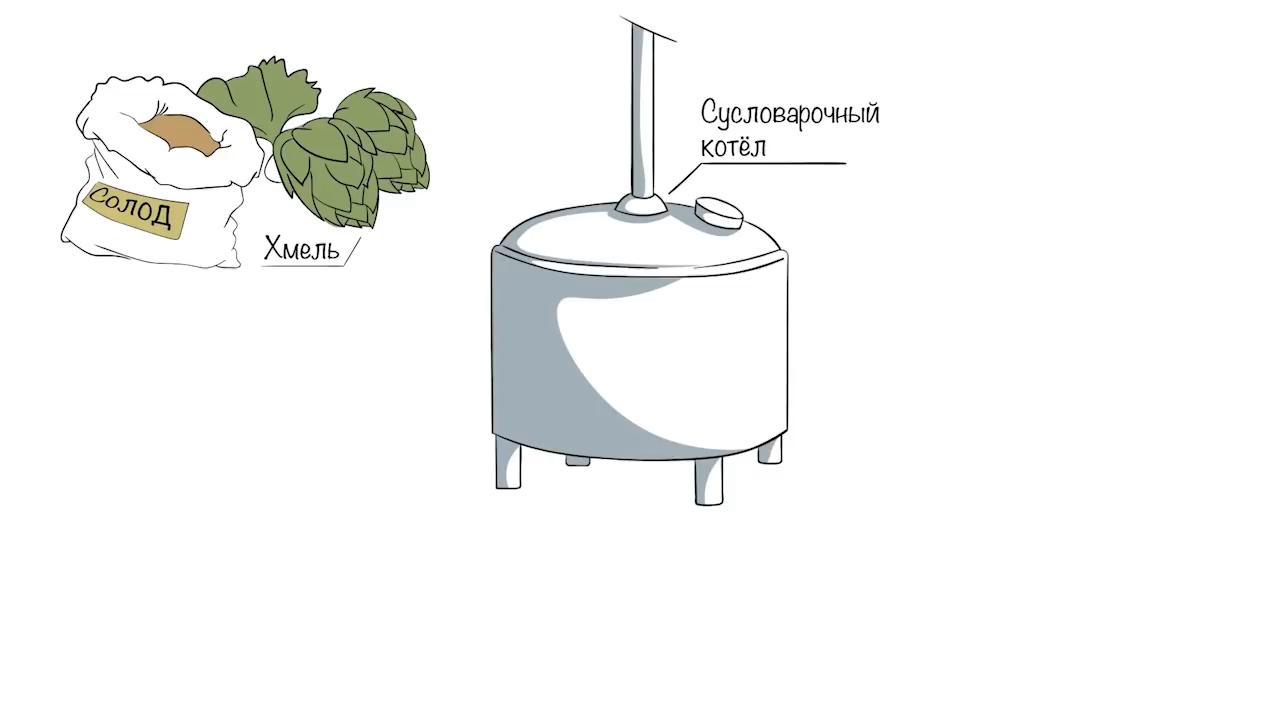 Солод
Хмель
Сусловарочный
котёл